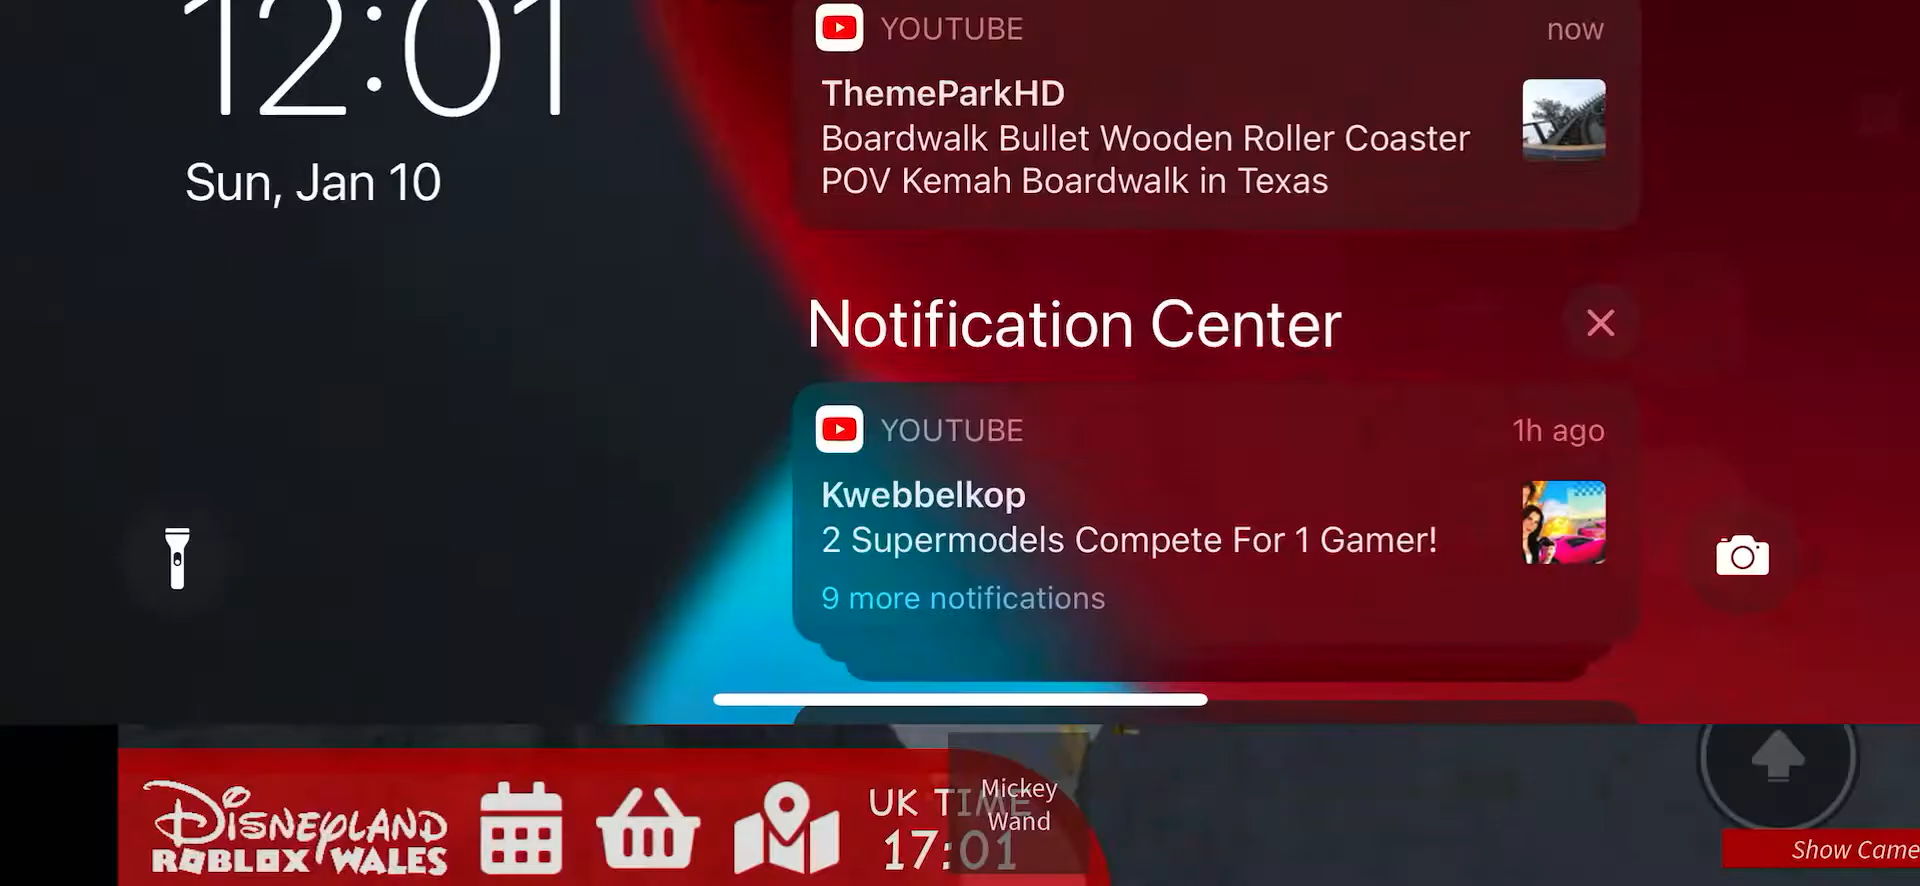 12:01
Sun, Jan 10
YOUTUBE
now
ThemeParkHD
Boardwalk Bullet Wooden Roller Coaster
POV Kemah Boardwalk in Texas
Notification Center
YOUTUBE
1h ago
Kwebbelkop
2 Supermodels Compete For 1 Gamer!
9 more notifications
DISNEYLAND
ROBLOX WALES
UK TIME
17:01
Mickey
Wand
Show Came